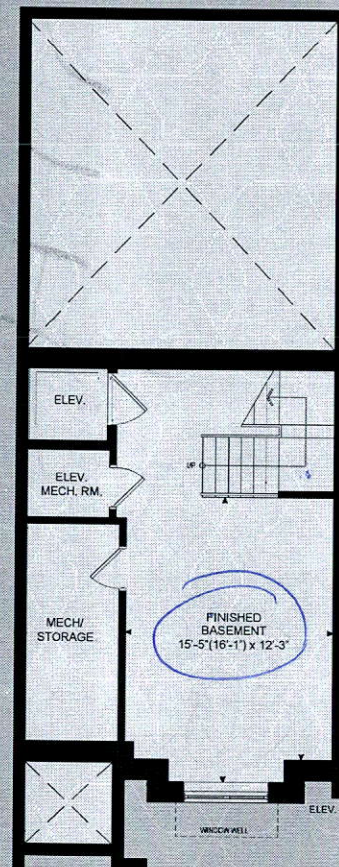 ELEV.
ELEV.
MECH. RM.
UP
MECH/
STORAGE
FINISHED
BASEMENT
15'-5"(16'-1") x 12'-3"
ELEV.
WINDOW WELL